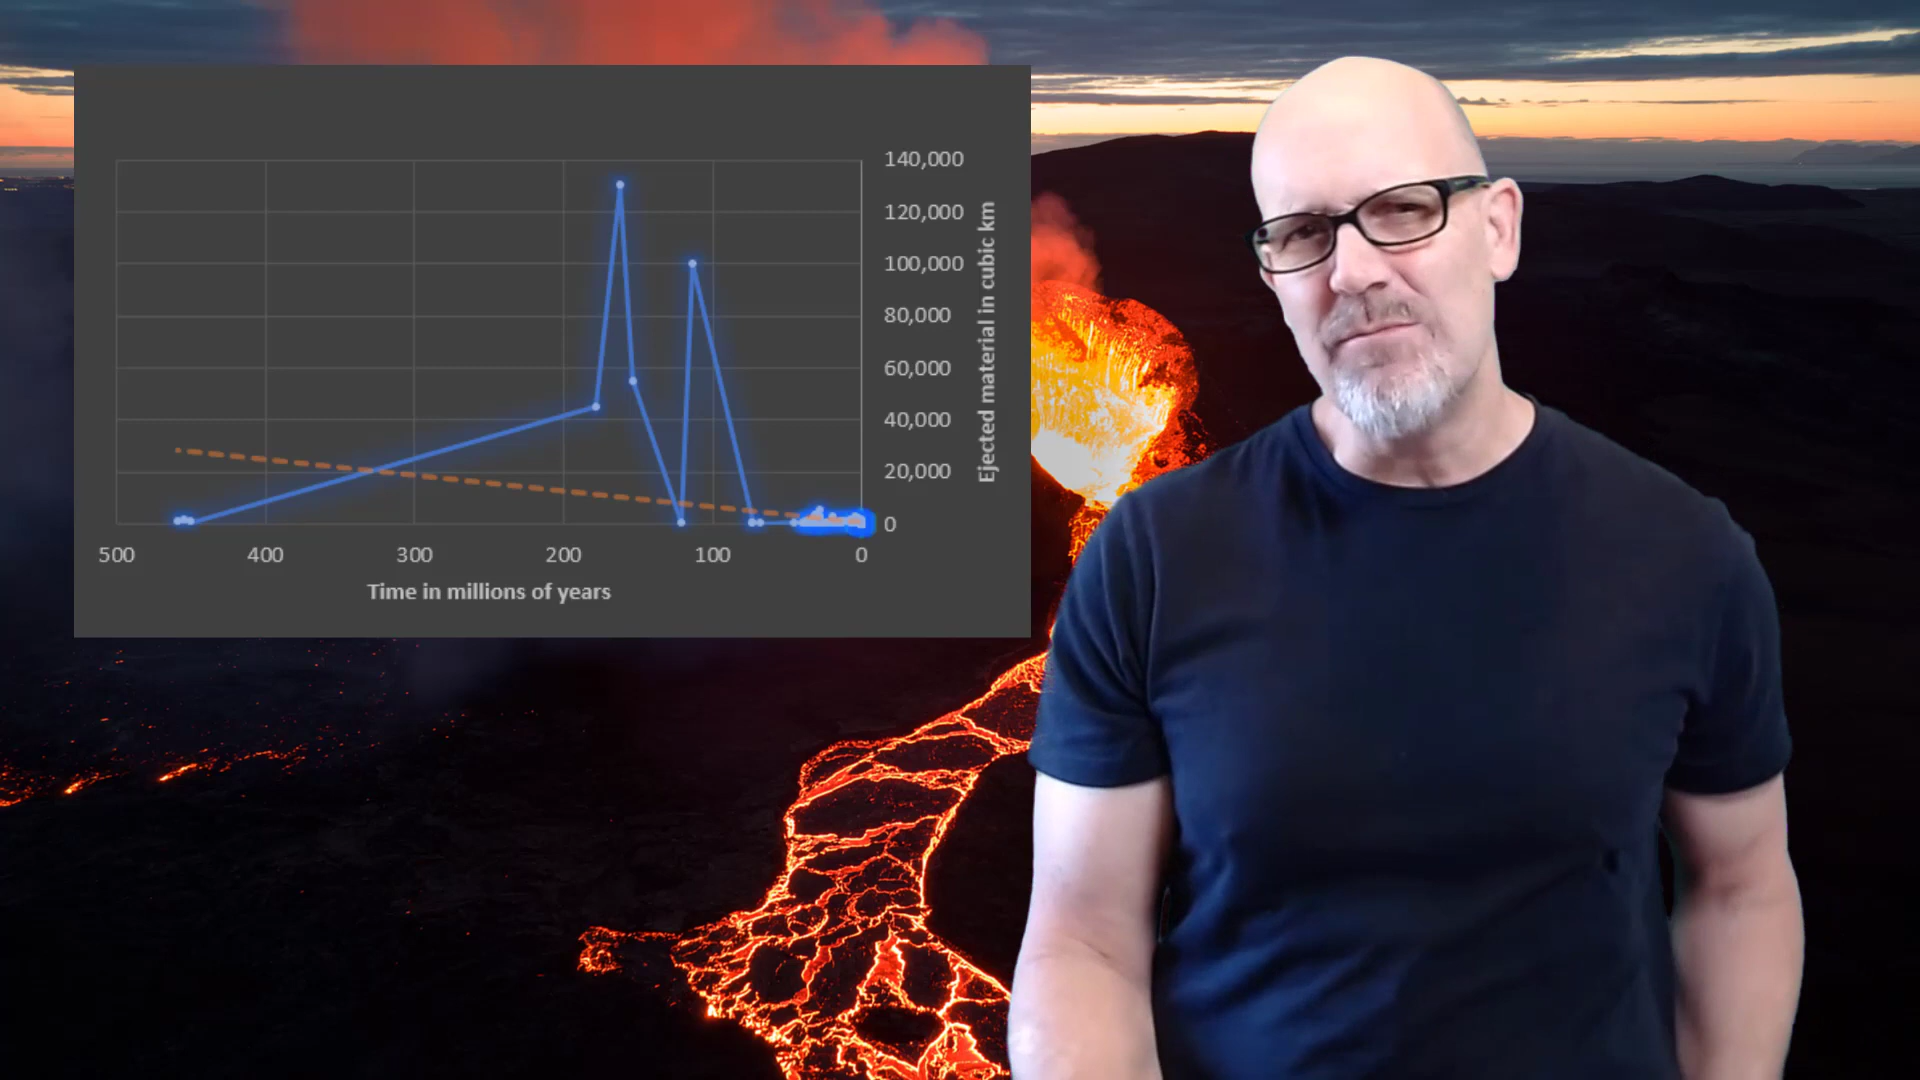 140,000
120,000
100,000
80,000
60,000
40,000
20,000
0
Ejected material in cubic km
500 400 300 200 100 0
Time in millions of years